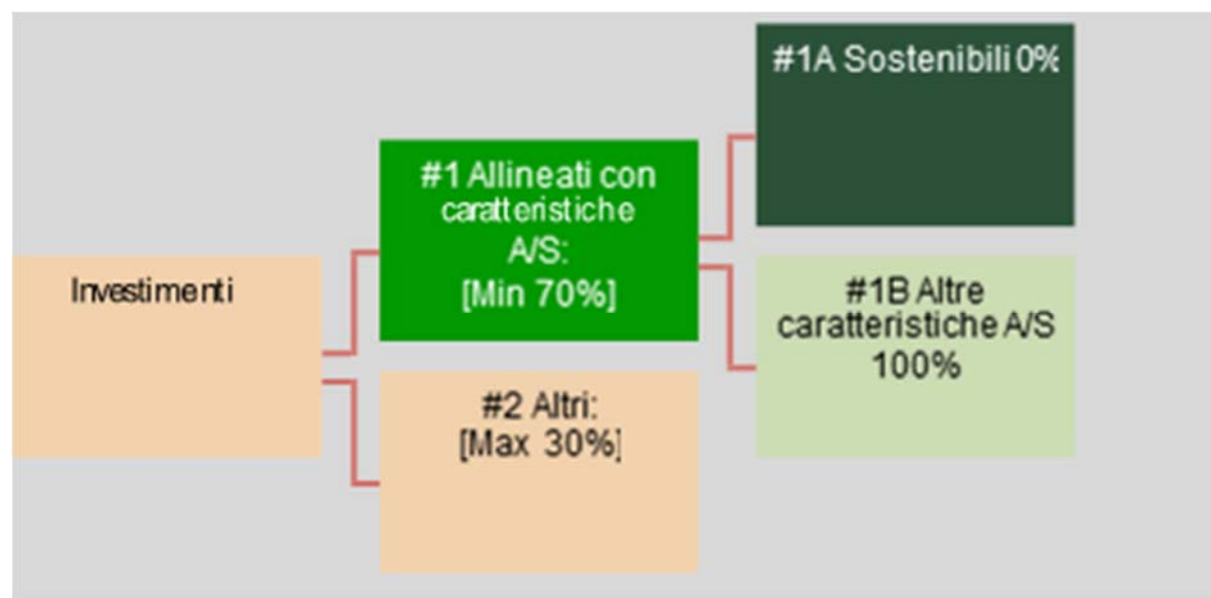 Investimenti
#1 Allineati con
caratteristiche
A/S:
[Min 70%]
#2 Altri:
[Max 30%]
#1A Sostenibili 0%
#1B Altre
caratteristiche A/S
100%